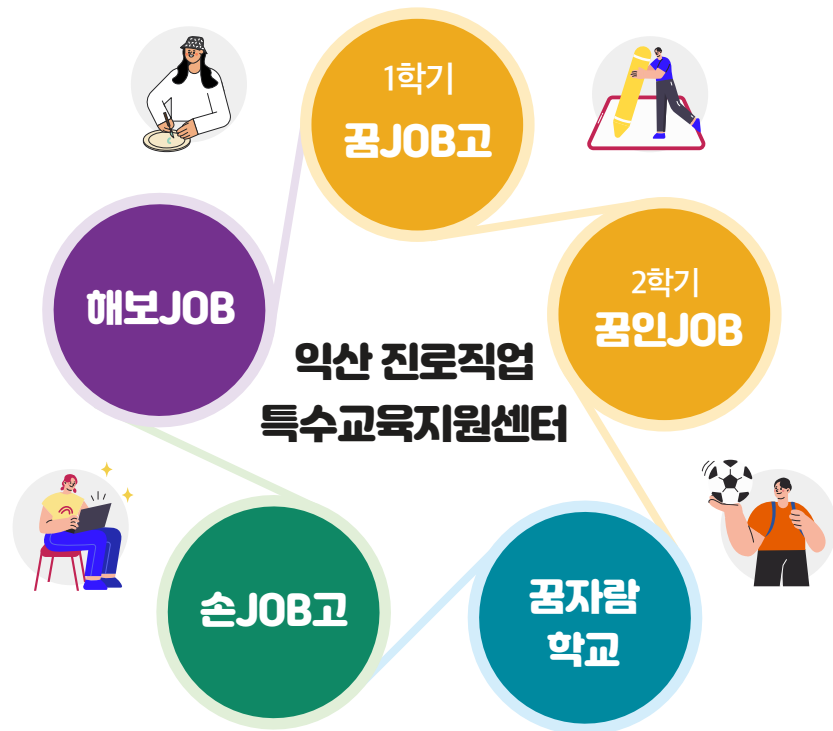 1학기
꿈JOB고
2학기
꿈인JOB
해보JOB
익산 진로직업
특수교육지원센터
손JOB고
꿈자람
학교